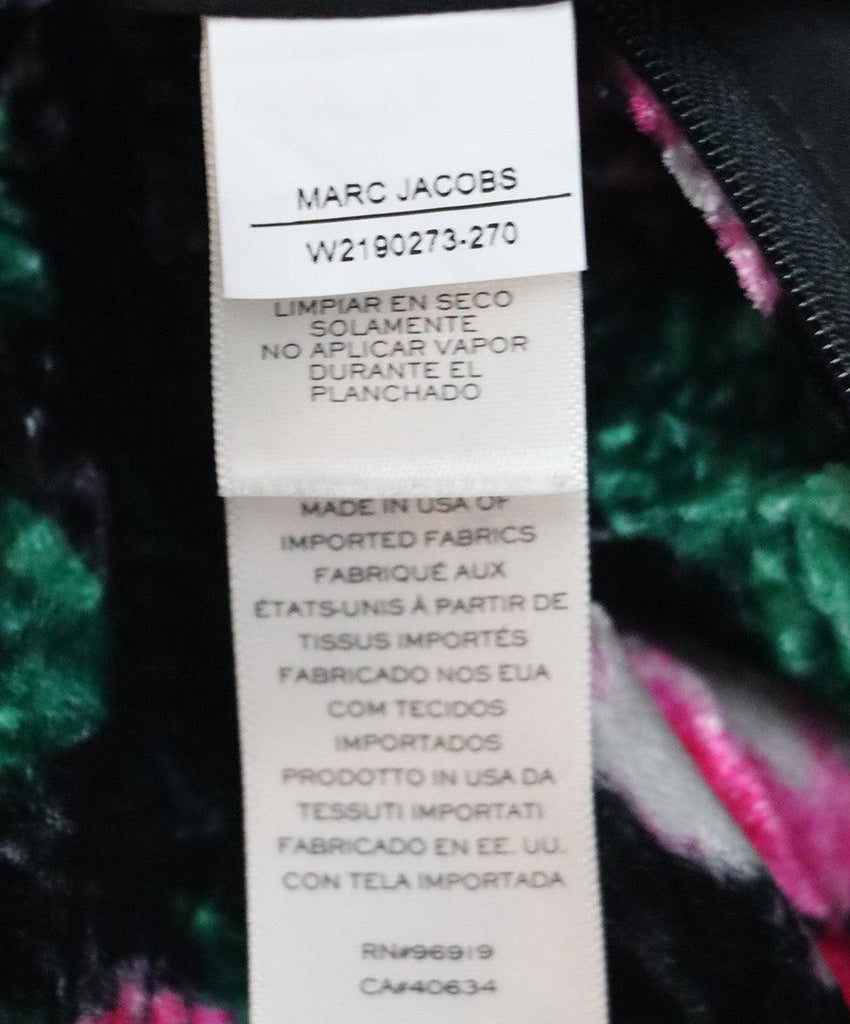 MARC JACOBS
W2190273-270
LIMPIAR EN SECO
SOLAMENTE
NO APLICAR VAPOR
DURANTE EL
PLANCHADO
MADE IN USA OF
IMPORTED FABRICS
FABRIQUÉ AUX
ÉTATS-UNIS À PARTIR DE
TISSUS IMPORTÉS
FABRICADO NOS EUA
COM TECIDOS
IMPORTADOS
PRODOTTO IN USA DA
TESSUTI IMPORTATI
FABRICADO EN EE. UU.
CON TELA IMPORTADA
RN#96919
CA#40634